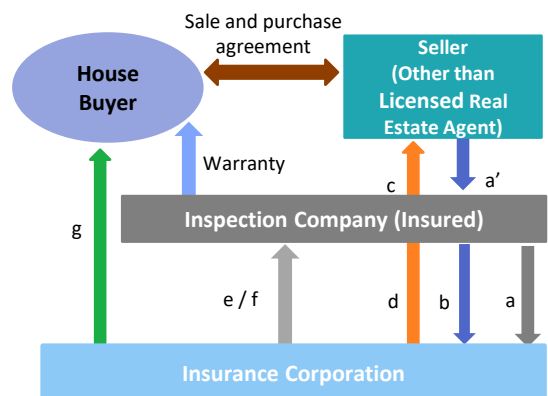 Sale and purchase
agreement
House
Buyer
Seller
(Other than
Licensed Real
Estate Agent)
Warranty
c
a’
Inspection Company (Insured)
g
e / f
d
b
a
Insurance Corporation